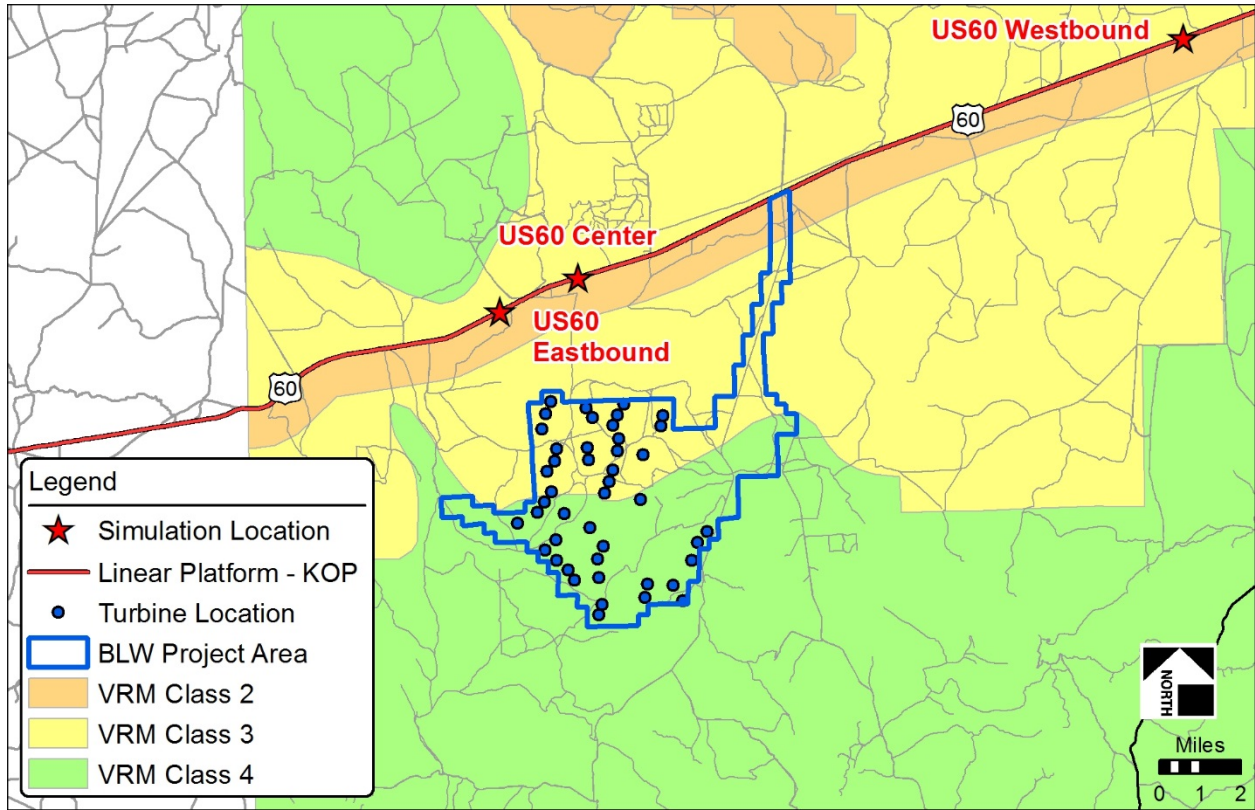 US60 Westbound
60
US60 Center
US60
Eastbound
60
Legend
Simulation Location
Linear Platform - KOP
Turbine Location
BLW Project Area
VRM Class 2
VRM Class 3
VRM Class 4
NORTH
Miles
0 1 2